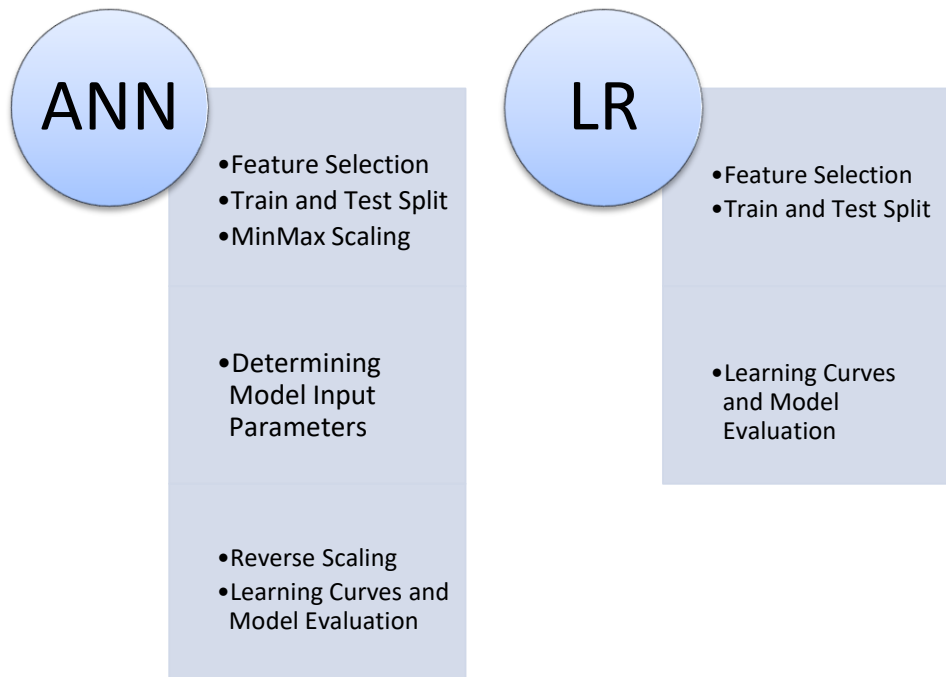 ANN
•Feature Selection
•Train and Test Split
•MinMax Scaling
•Determining
Model Input
Parameters
•Reverse Scaling
•Learning Curves and
Model Evaluation
LR
•Feature Selection
•Train and Test Split
•Learning Curves
and Model
Evaluation